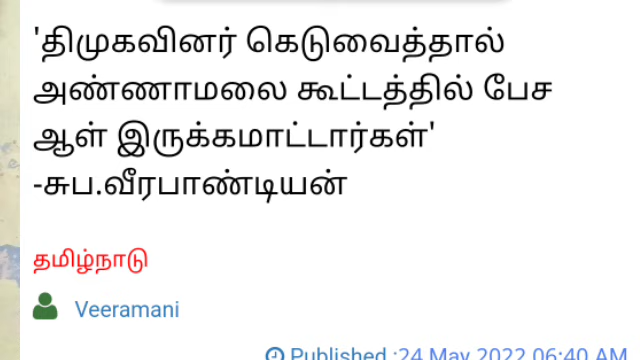 'திமுகவினர் கெடுவைத்தால்
அண்ணாமலை கூட்டத்தில் பேச
ஆள் இருக்கமாட்டார்கள்'
-சுப.வீரபாண்டியன்
தமிழ்நாடு
Veeramani
Published :24 May 2022 06:40 AM